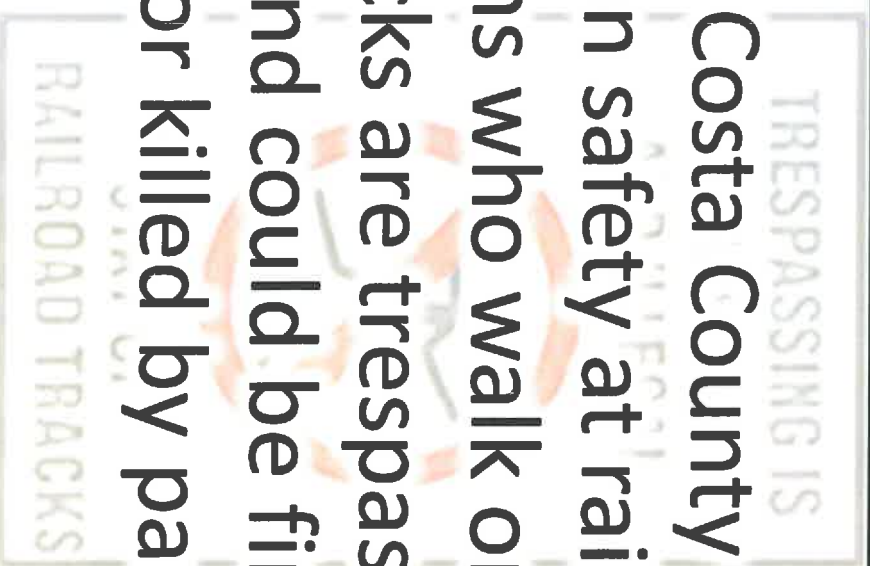 Costa County
n safety at rai
ns who walk o
cks are trespas
nd could be fi
or killed by pa
TRESPASSING IS
RAILROAD TRACKS